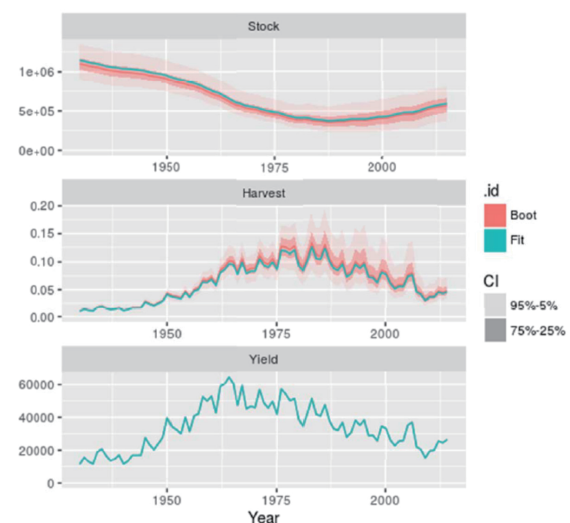 Stock
1e+06
5e+05
0e+00
1950 1975 2000
Harvest
0.20
0.15
0.10
0.05
0.00
1950 1975 2000
Yield
60000
40000
20000
0
1950 1975 2000
Year
.id
Boot
Fit
CI
95%-5%
75%-25%